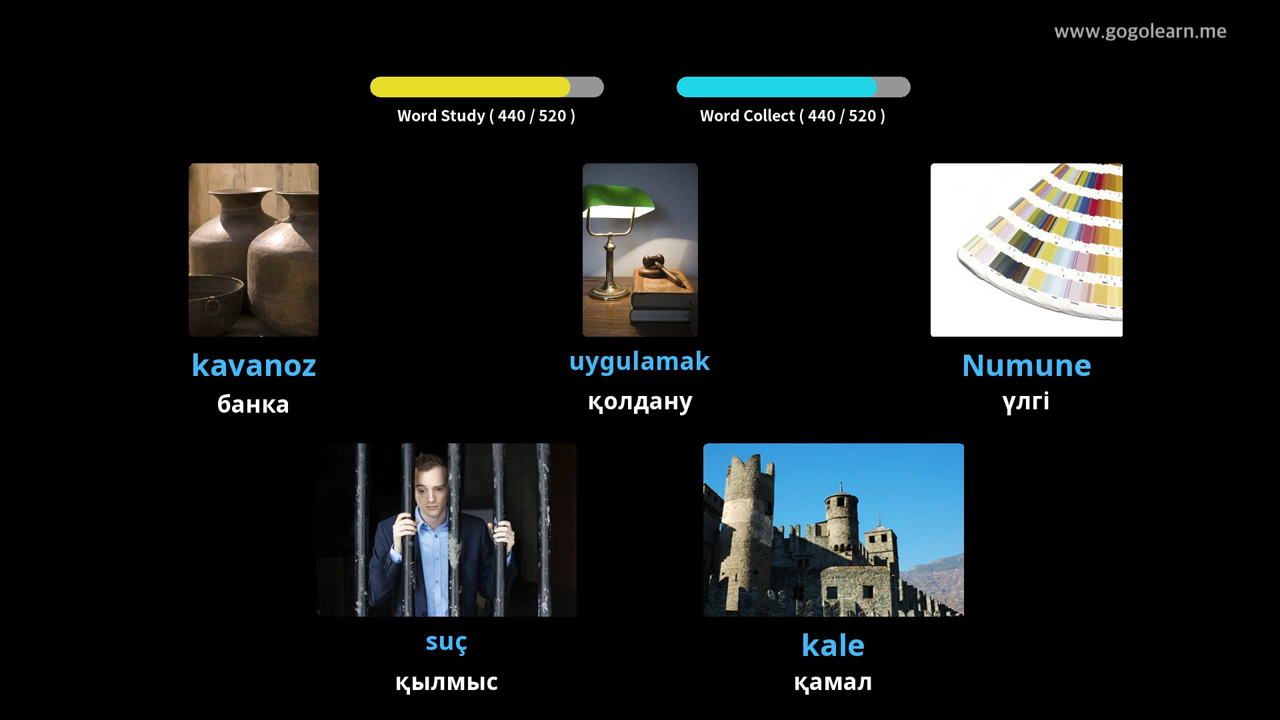 www.gogolearn.me
Word Study ( 440 / 520 )
Word Collect ( 440 / 520 )
kavanoz
банка
uygulamak
қолдану
Numune
үлгі
suç
қылмыс
kale
қамал